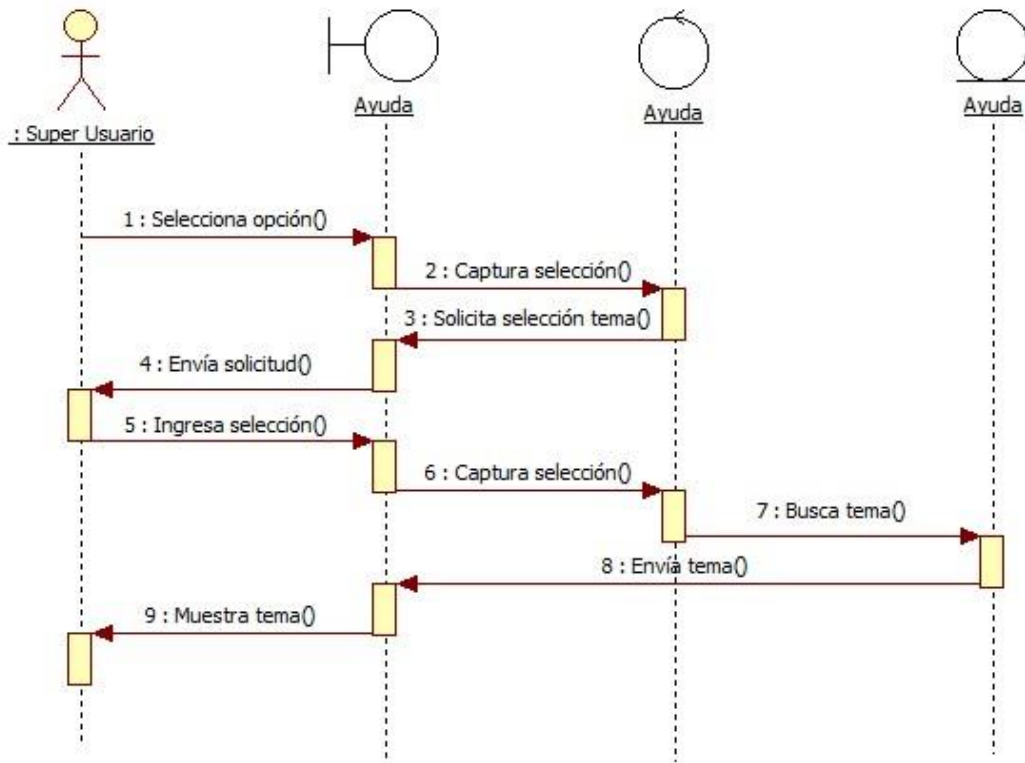 Ayuda
Ayuda
Ayuda
: Super Usuario
1 : Selecciona opción()
2 : Captura selección()
3 : Solicita selección tema()
4 : Envía solicitud()
5 : Ingresa selección()
6 : Captura selección()
7 : Busca tema()
8 : Envía tema()
9 : Muestra tema()